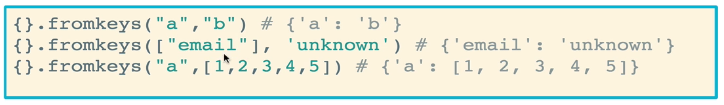 {}.fromkeys("a","b") # {'a': 'b'}
{}.fromkeys(["email"], 'unknown') # {'email': 'unknown'}
{}.fromkeys("a",[1,2,3,4,5]) # {'a': [1, 2, 3, 4, 5]}